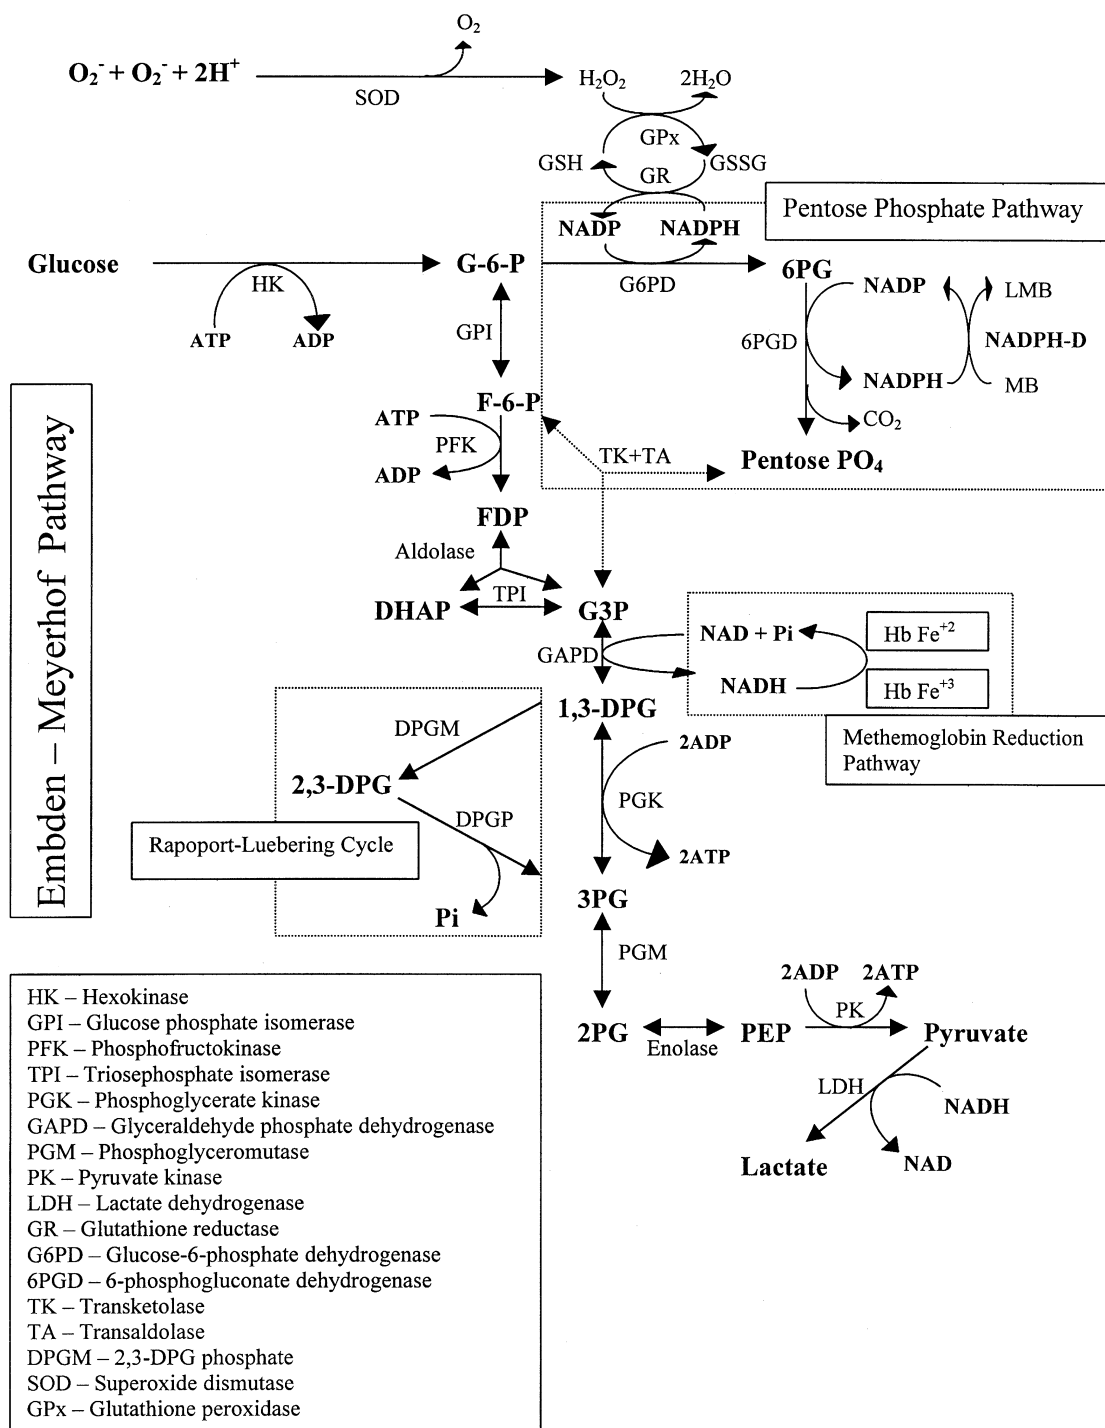 O₂
O₂⁻ + O₂⁻ + 2H⁺
SOD
H₂O₂
2H₂O
GPx
GSH
GSSG
GR
Pentose Phosphate Pathway
NADP
NADPH
Glucose
HK
ATP
ADP
G-6-P
G6PD
6PG
NADP
LMB
GPI
6PGD
NADPH-D
NADPH
MB
CO₂
F-6-P
ATP
PFK
ADP
TK+TA
Pentose PO₄
FDP
Aldolase
DHAP
TPI
G3P
Embden – Meyerhof Pathway
GAPD
NAD + Pi
Hb Fe⁺²
NADH
Hb Fe⁺³
Methemoglobin Reduction
Pathway
1,3-DPG
DPGM
2,3-DPG
DPGP
Rapoport-Luebering Cycle
Pi
2ADP
PGK
2ATP
3PG
PGM
2PG
Enolase
PEP
2ADP
2ATP
PK
Pyruvate
LDH
NADH
Lactate
NAD
HK – Hexokinase
GPI – Glucose phosphate isomerase
PFK – Phosphofructokinase
TPI – Triosephosphate isomerase
PGK – Phosphoglycerate kinase
GAPD – Glyceraldehyde phosphate dehydrogenase
PGM – Phosphoglyceromutase
PK – Pyruvate kinase
LDH – Lactate dehydrogenase
GR – Glutathione reductase
G6PD – Glucose-6-phosphate dehydrogenase
6PGD – 6-phosphogluconate dehydrogenase
TK – Transketolase
TA – Transaldolase
DPGM – 2,3-DPG phosphate
SOD – Superoxide dismutase
GPx – Glutathione peroxidase